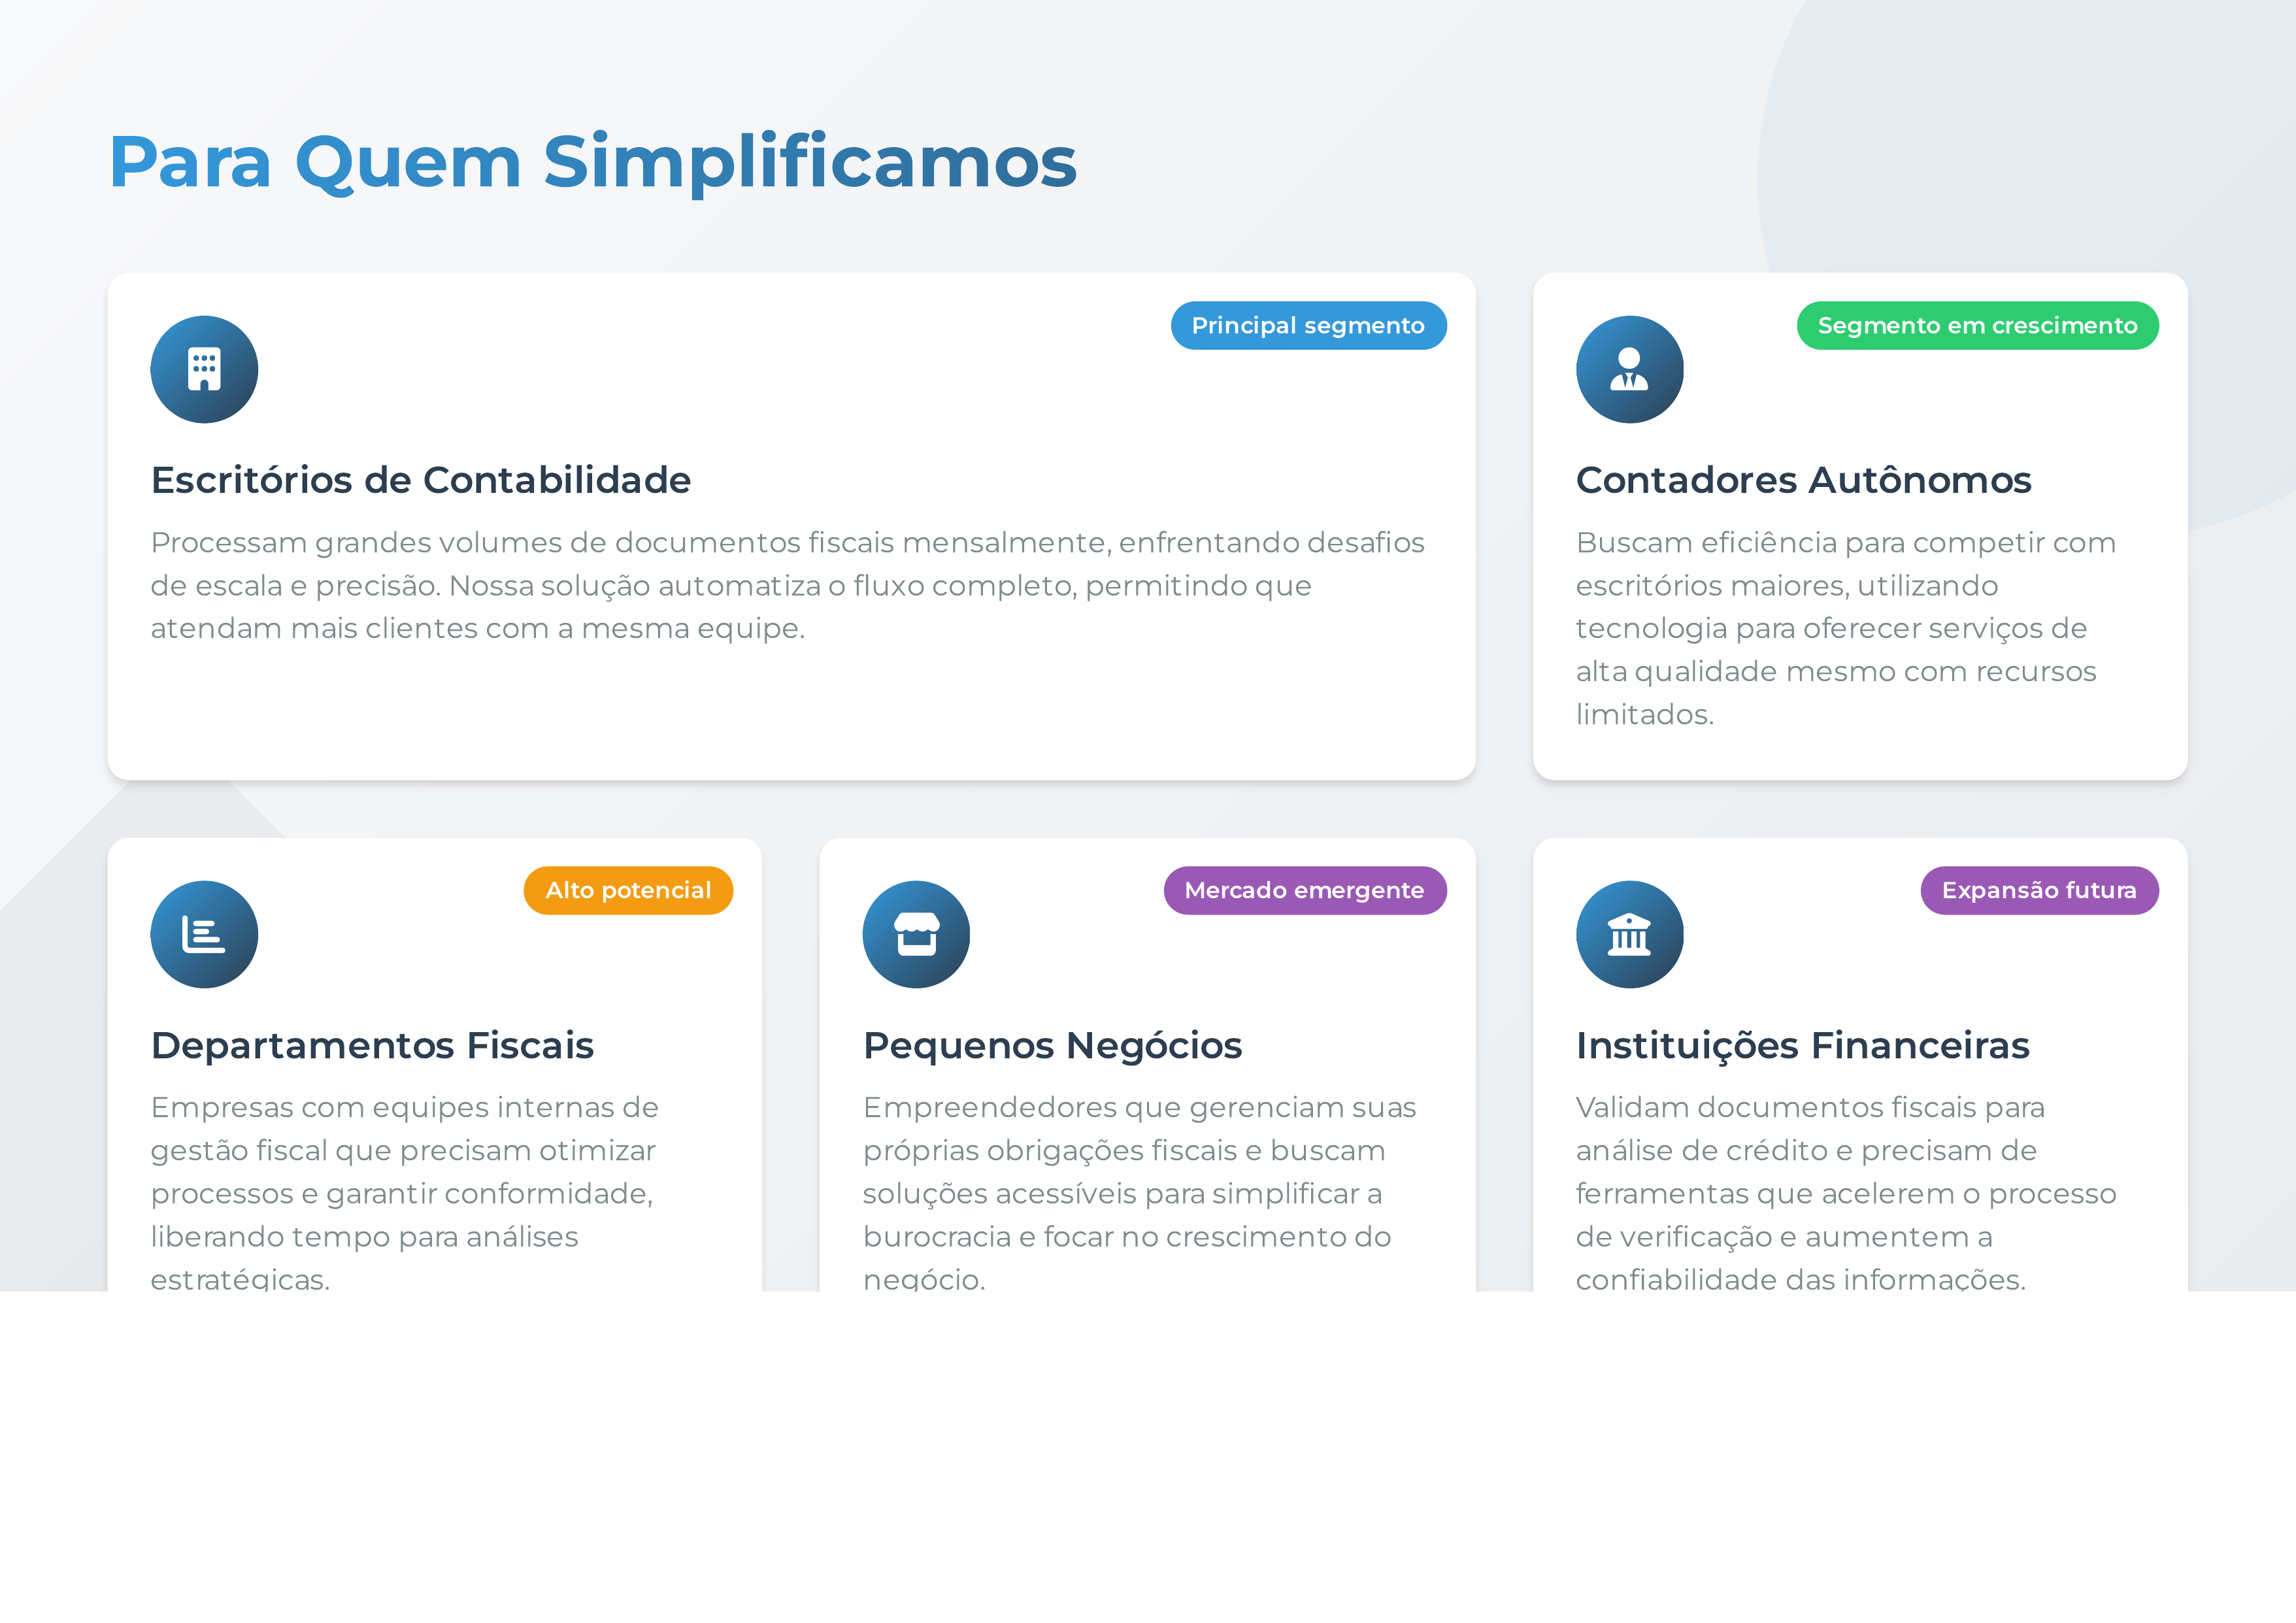 Para Quem Simplificamos
Principal segmento
Escritórios de Contabilidade
Processam grandes volumes de documentos fiscais mensalmente, enfrentando desafios
de escala e precisão. Nossa solução automatiza o fluxo completo, permitindo que
atendam mais clientes com a mesma equipe.
Segmento em crescimento
Contadores Autônomos
Buscam eficiência para competir com
escritórios maiores, utilizando
tecnologia para oferecer serviços de
alta qualidade mesmo com recursos
limitados.
Alto potencial
Departamentos Fiscais
Empresas com equipes internas de
gestão fiscal que precisam otimizar
processos e garantir conformidade,
liberando tempo para análises
estratégicas.
Mercado emergente
Pequenos Negócios
Empreendedores que gerenciam suas
próprias obrigações fiscais e buscam
soluções acessíveis para simplificar a
burocracia e focar no crescimento do
negócio.
Expansão futura
Instituições Financeiras
Validam documentos fiscais para
análise de crédito e precisam de
ferramentas que acelerem o processo
de verificação e aumentem a
confiabilidade das informações.